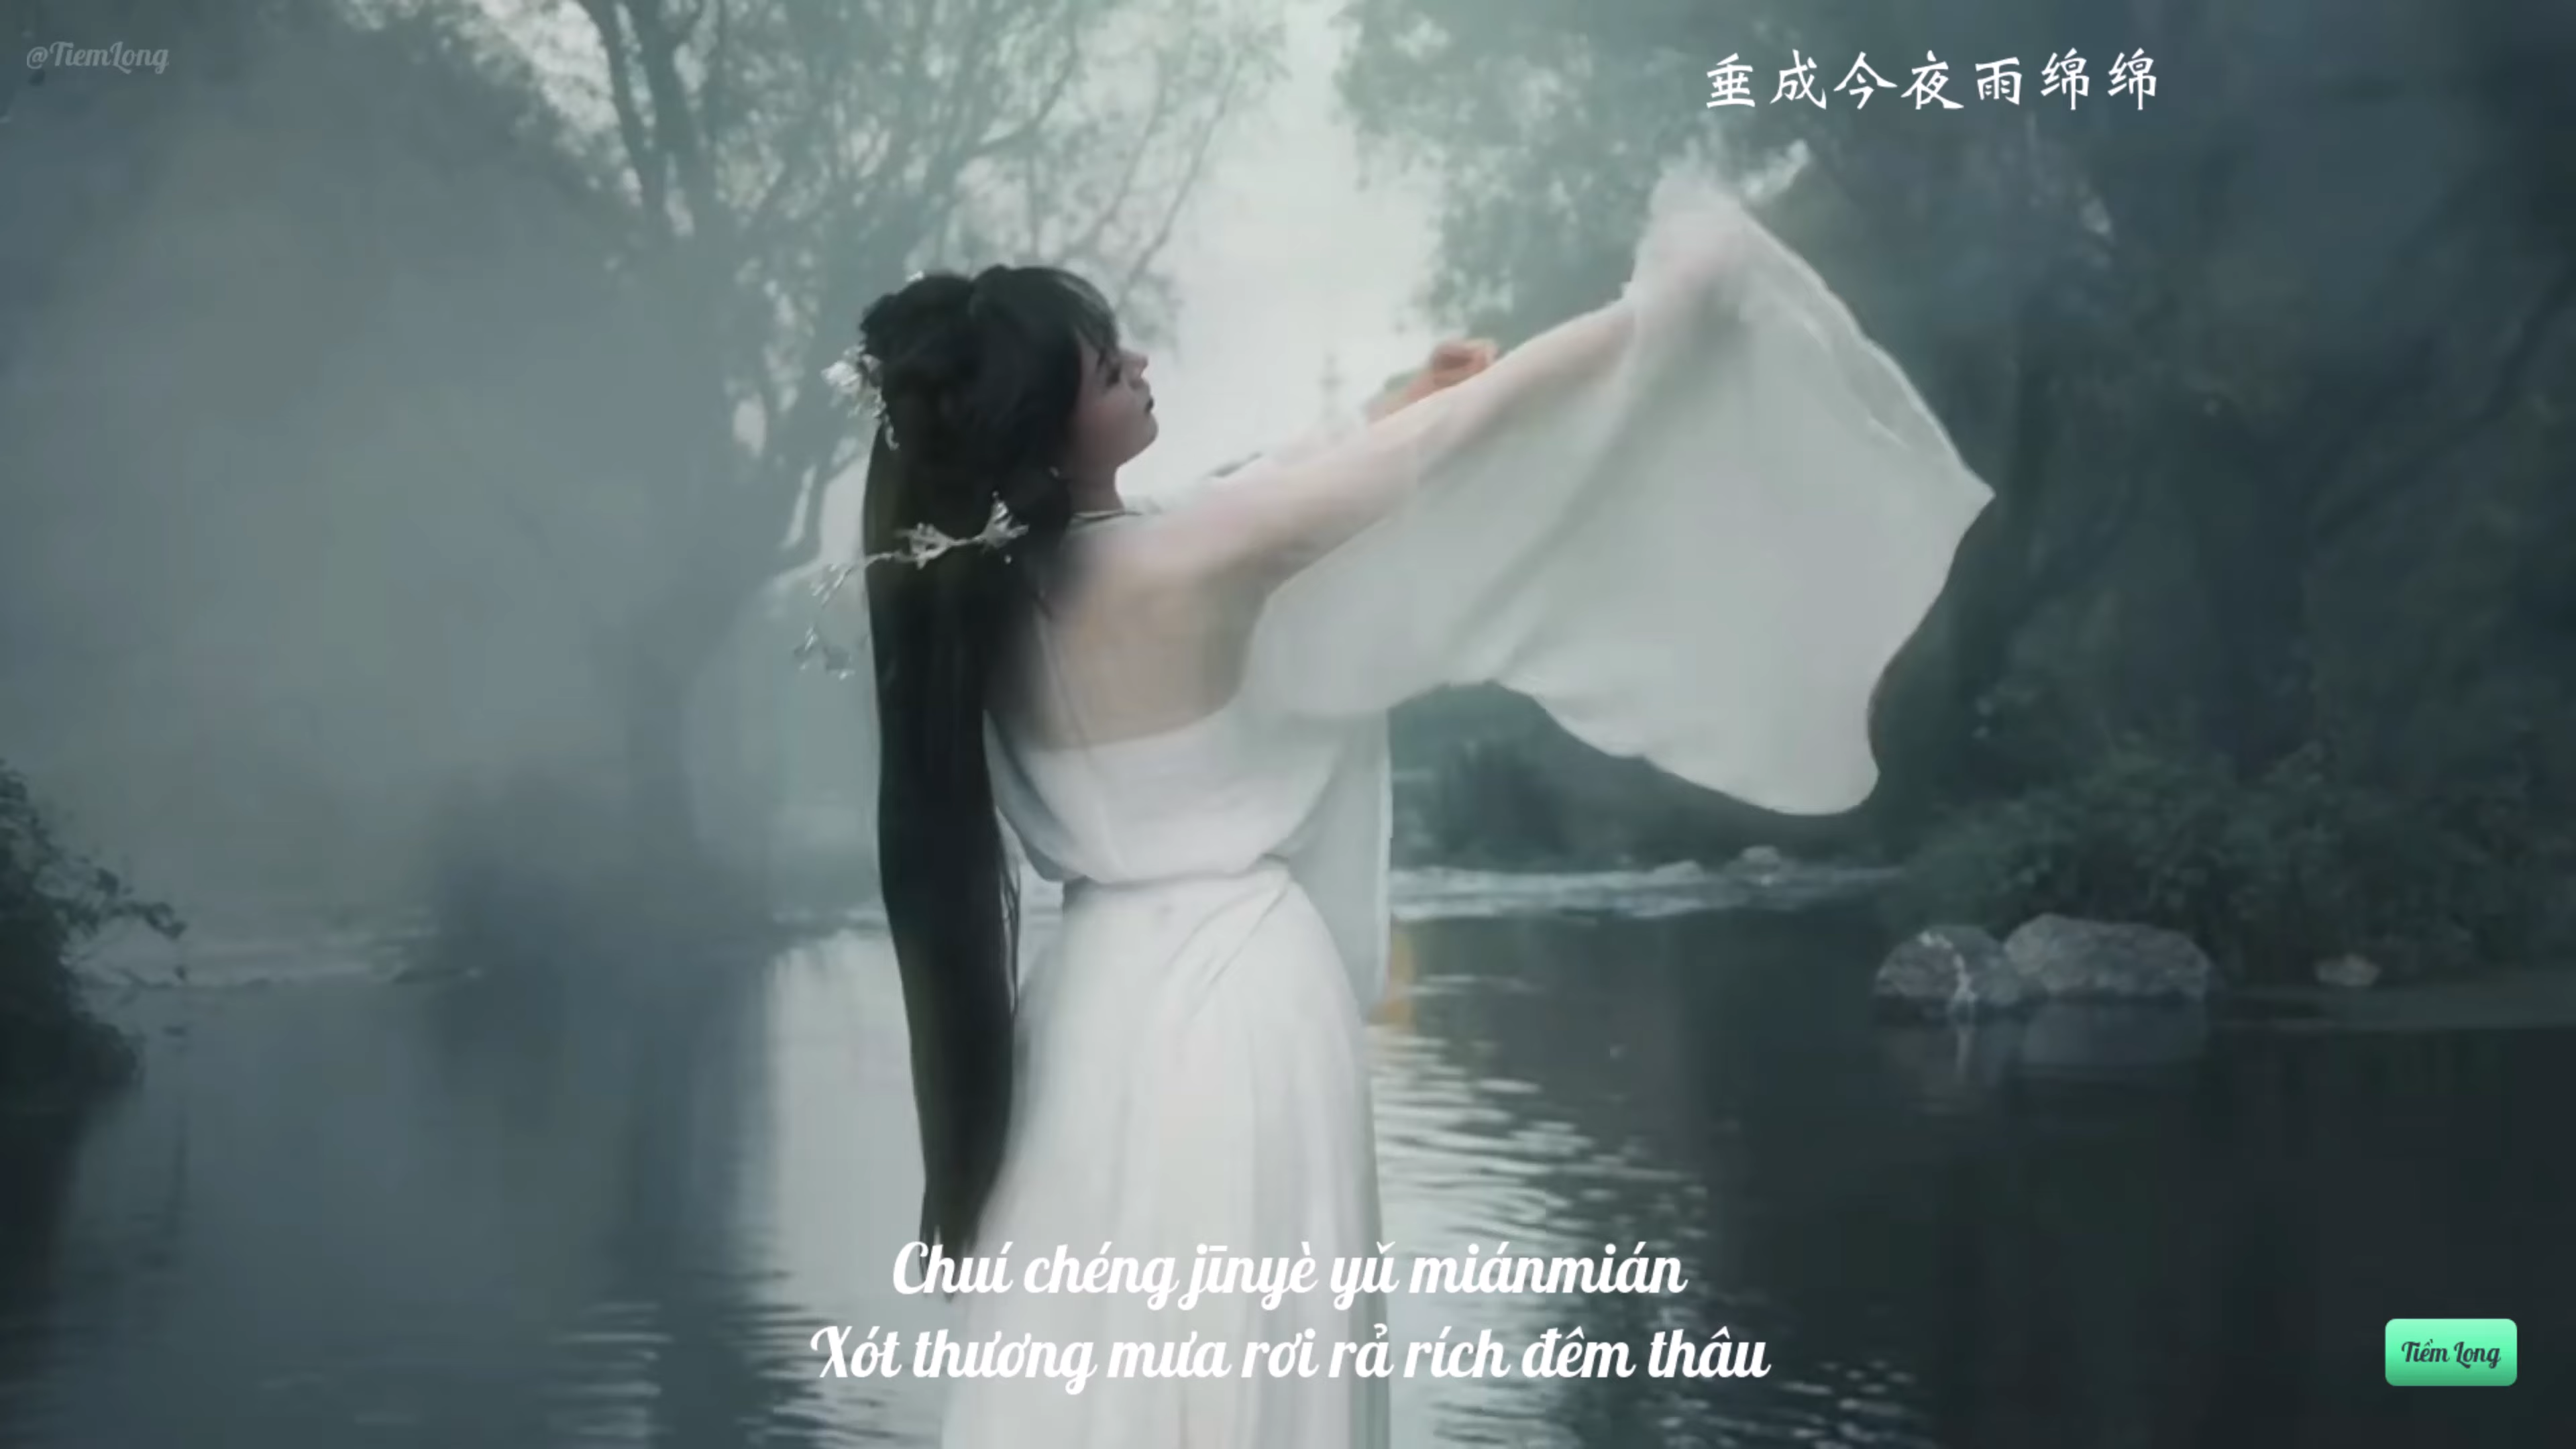 @TiemLong
垂成今夜雨绵绵
Chuí chéng jīnyè yǔ miánmián
Xót thương mưa rơi rả rích đêm thâu
Tiềm Long